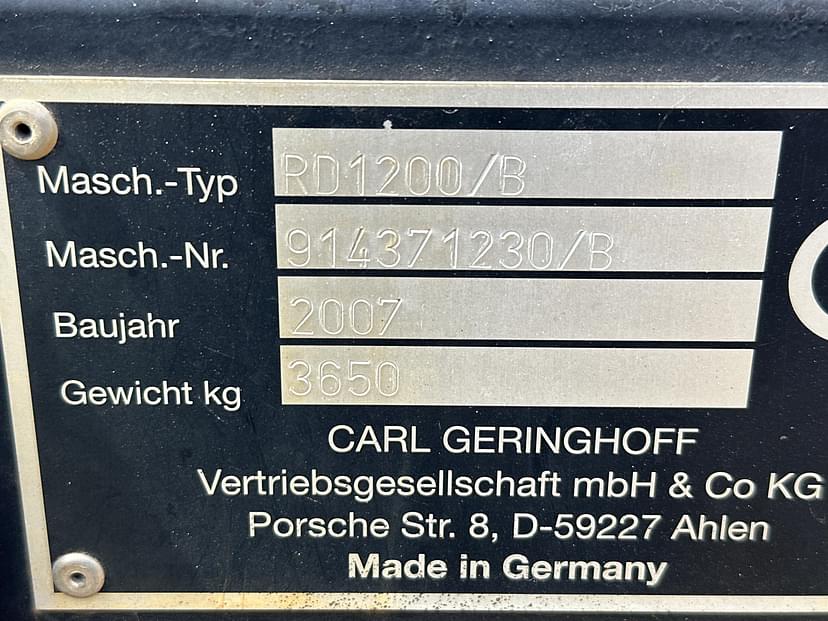 Masch.-Typ RD1200/B
Masch.-Nr. 914371230/B
Baujahr 2007
Gewicht kg 3650
CARL GERINGHOFF
Vertriebsgesellschaft mbH & Co KG
Porsche Str. 8, D-59227 Ahlen
Made in Germany